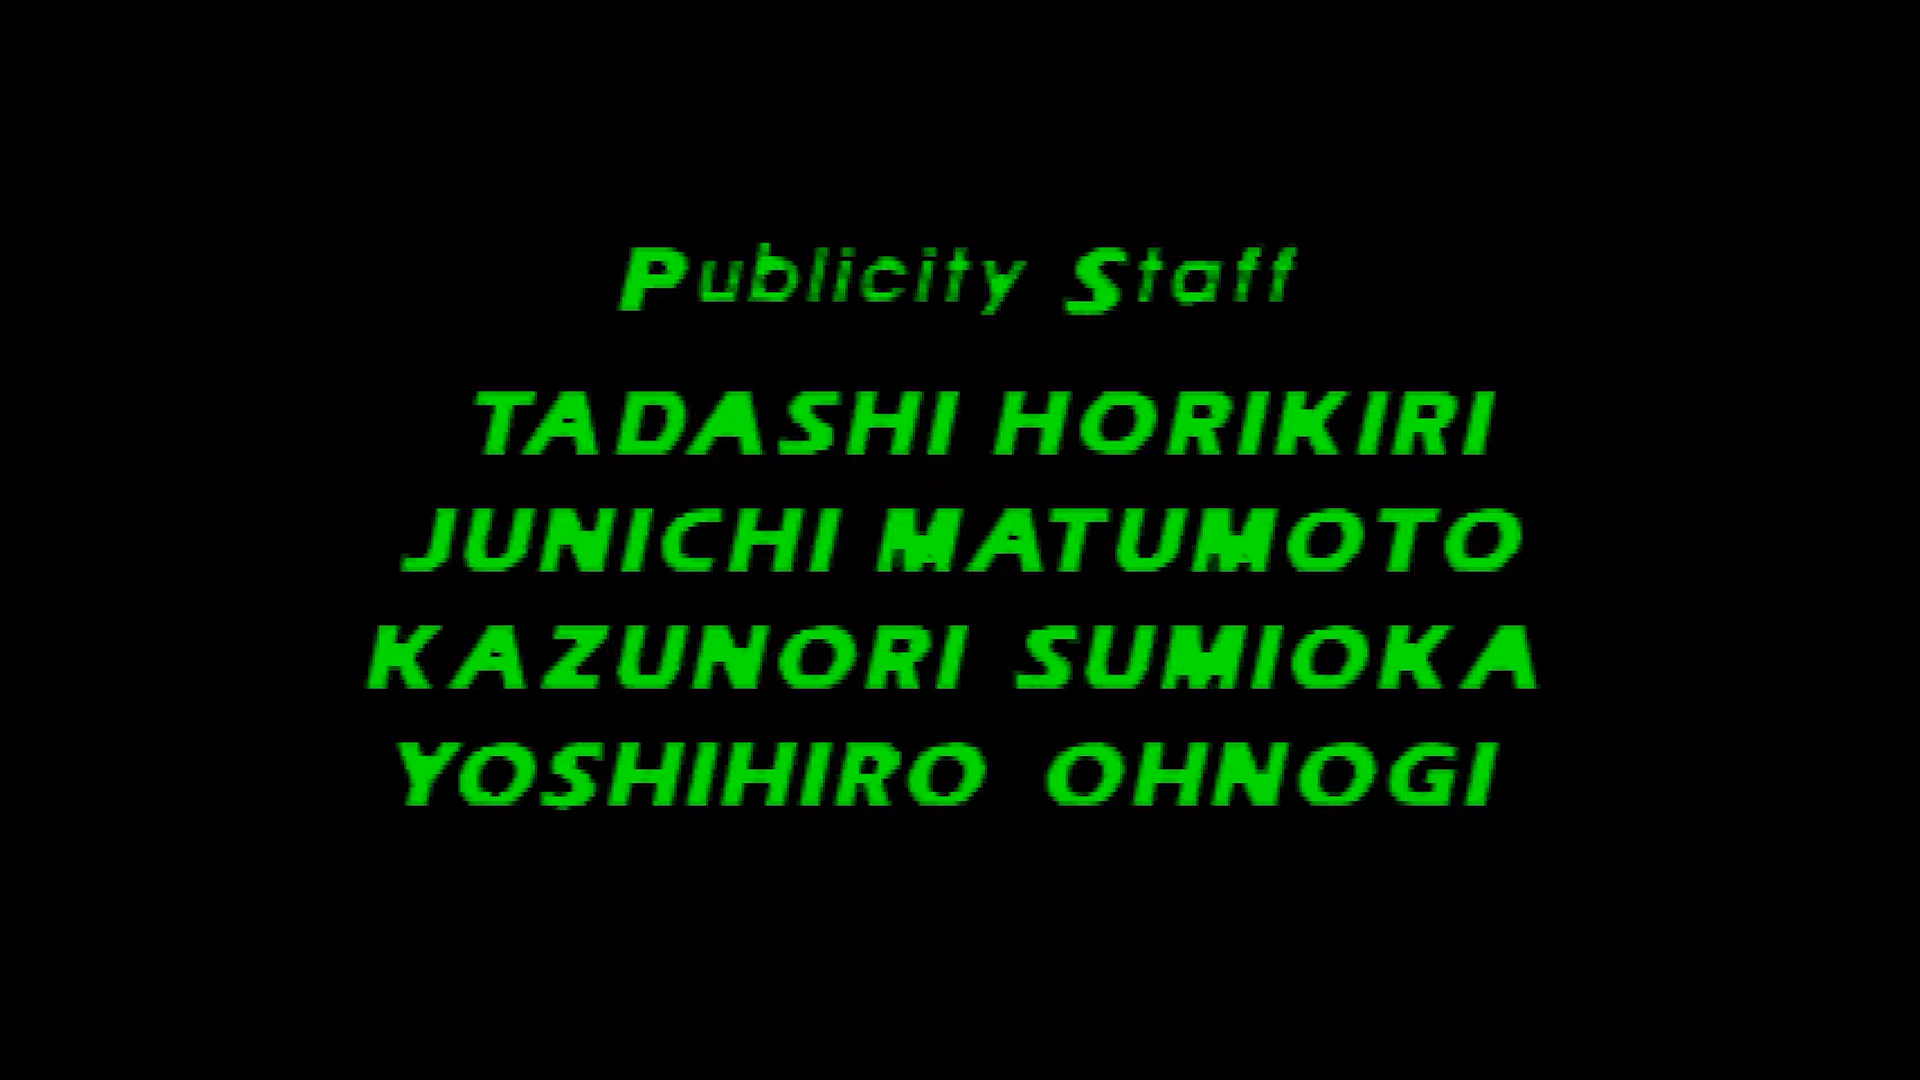 Publicity Staff
TADASHI HORIKIRI
JUNICHI MATUMOTO
KAZUNORI SUMIOKA
YOSHIHIRO OHNOGI